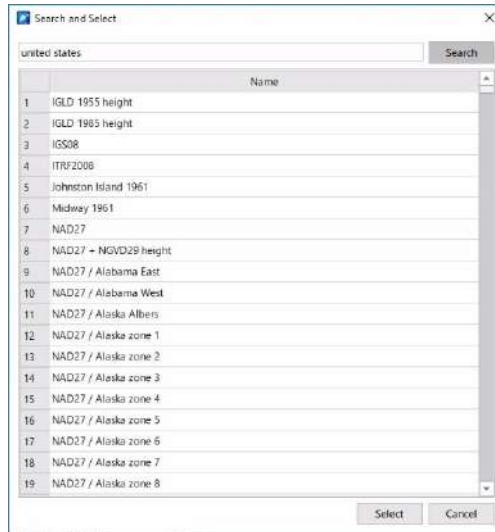 Search and Select
united states Search
Name
1 IGLD 1955 height
2 IGLD 1985 height
3 IGS08
4 ITRF2008
5 Johnston Island 1961
6 Midway 1961
7 NAD27
8 NAD27 + NGVD29 height
9 NAD27 / Alabama East
10 NAD27 / Alabama West
11 NAD27 / Alaska Albers
12 NAD27 / Alaska zone 1
13 NAD27 / Alaska zone 2
14 NAD27 / Alaska zone 3
15 NAD27 / Alaska zone 4
16 NAD27 / Alaska zone 5
17 NAD27 / Alaska zone 6
18 NAD27 / Alaska zone 7
19 NAD27 / Alaska zone 8
Select Cancel